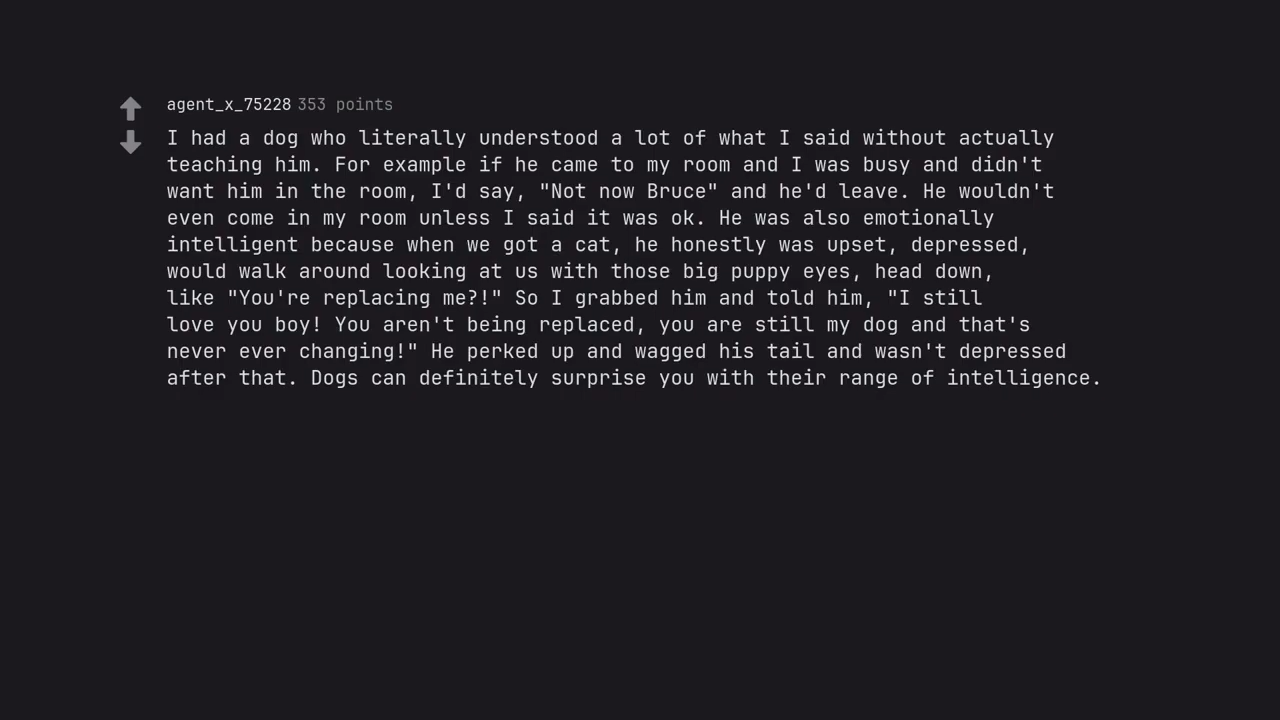 agent_x_75228 353 points
I had a dog who literally understood a lot of what I said without actually
teaching him. For example if he came to my room and I was busy and didn't
want him in the room, I'd say, "Not now Bruce" and he'd leave. He wouldn't
even come in my room unless I said it was ok. He was also emotionally
intelligent because when we got a cat, he honestly was upset, depressed,
would walk around looking at us with those big puppy eyes, head down,
like "You're replacing me?!" So I grabbed him and told him, "I still
love you boy! You aren't being replaced, you are still my dog and that's
never ever changing!" He perked up and wagged his tail and wasn't depressed
after that. Dogs can definitely surprise you with their range of intelligence.